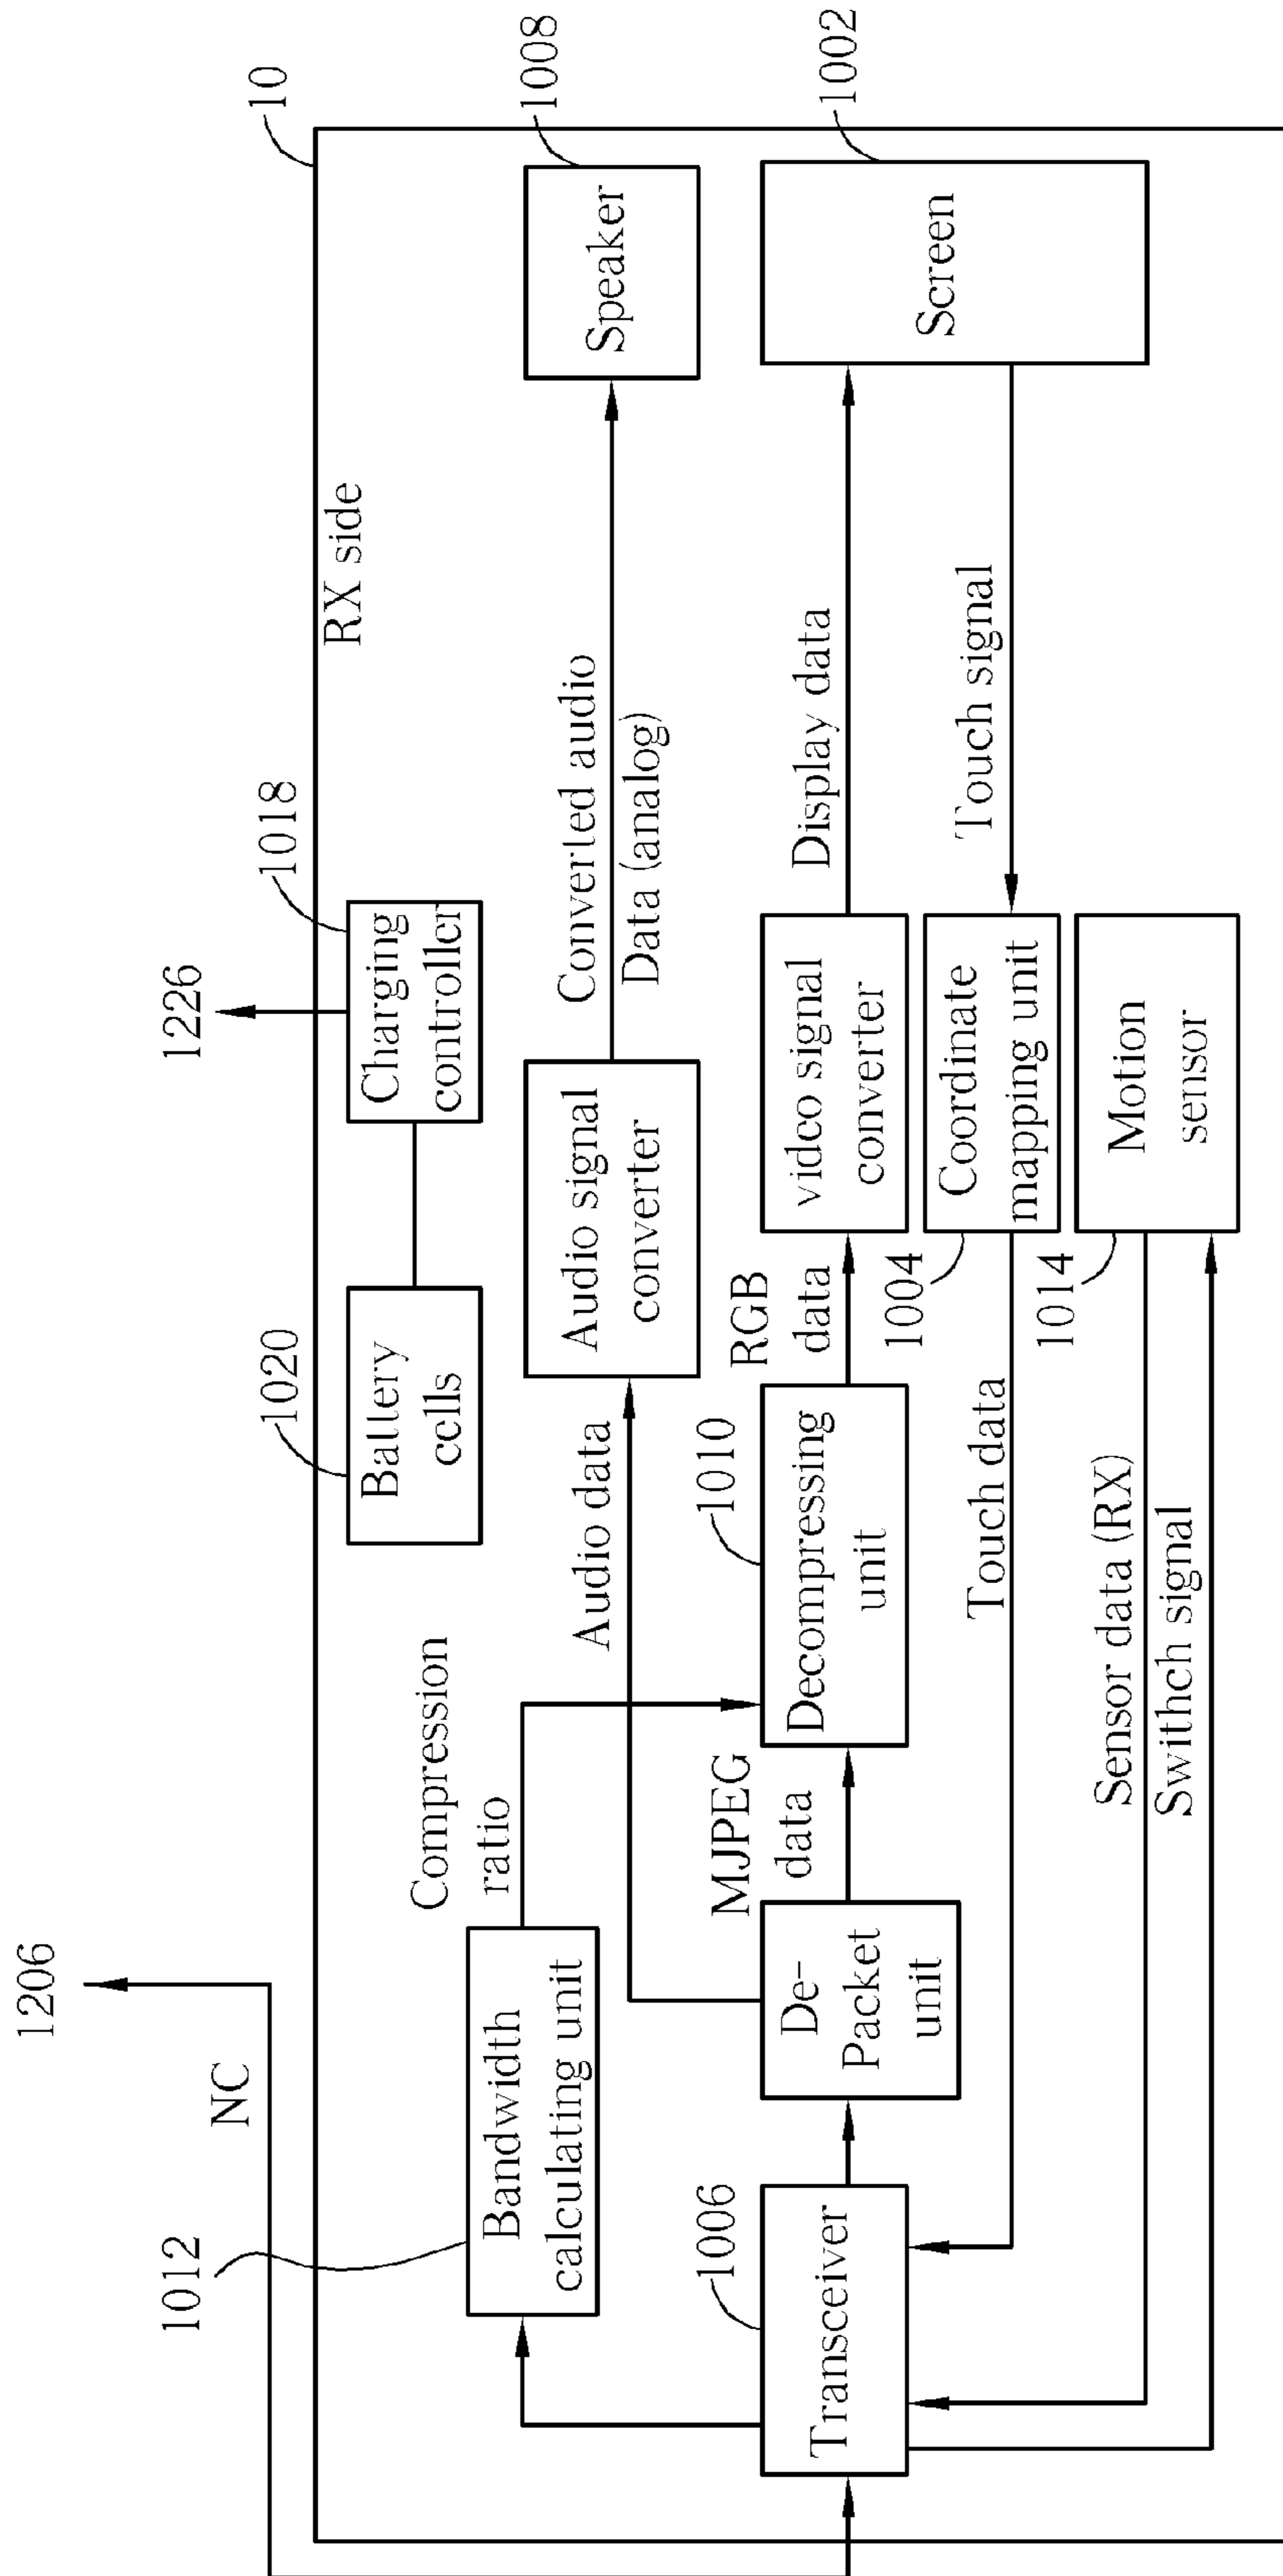 1206
NC
1012
1226
1020
1018
10
RX side
Battery
cells
Charging
controller
Compression
ratio
Bandwidth
calculating unit
Audio data
Audio signal
converter
Converted audio
Data (analog)
Speaker
1008
1006
Transceiver
De-
Packet
unit
MJPEG
data
1010
Decompressing
unit
RGB
data
video signal
converter
Display data
Screen
1002
Touch data
1004
Coordinate
mapping unit
Touch signal
1014
Motion
sensor
Sensor data (RX)
Swithch signal